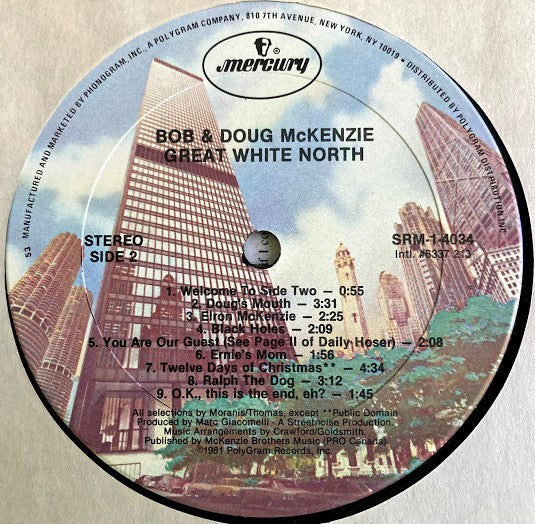 53 MANUFACTURED AND MARKETED BY PHONOGRAM, INC., A POLYGRAM COMPANY, 810 7TH AVENUE, NEW YORK, NY 10019 • DISTRIBUTED BY POLYGRAM DISTRIBUTION, INC.
mercury ®
BOB & DOUG McKENZIE
GREAT WHITE NORTH
STEREO
SIDE 2
SRM-1-4034
Intl. #6337 213
1. Welcome To Side Two — 0:55
2. Doug's Mouth — 3:31
3. Elron McKenzie — 2:25
4. Black Holes — 2:09
5. You Are Our Guest (See Page II of Daily Hoser) — 2:08
6. Ernie's Mom — 1:56
7. Twelve Days of Christmas** — 4:34
8. Ralph The Dog — 3:12
9. O.K., this is the end, eh? — 1:45
All selections by Moranis/Thomas, except **Public Domain
Produced by Marc Giacomelli - A Streetnoise Production.
Music Arrangements by Crawford/Goldsmith.
Published by McKenzie Brothers Music (PRO Canada)
©1981 PolyGram Records, Inc.